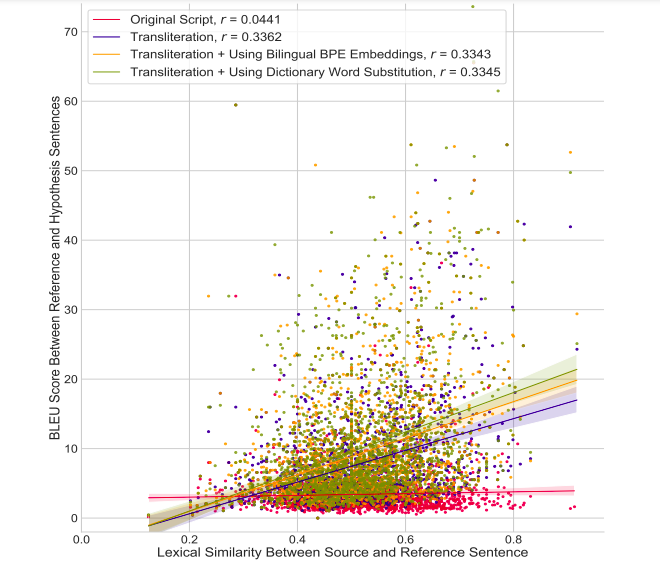 Original Script, r = 0.0441
Transliteration, r = 0.3362
Transliteration + Using Bilingual BPE Embeddings, r = 0.3343
Transliteration + Using Dictionary Word Substitution, r = 0.3345
BLEU Score Between Reference and Hypothesis Sentences
70
60
50
40
30
20
10
0
0.0 0.2 0.4 0.6 0.8
Lexical Similarity Between Source and Reference Sentence